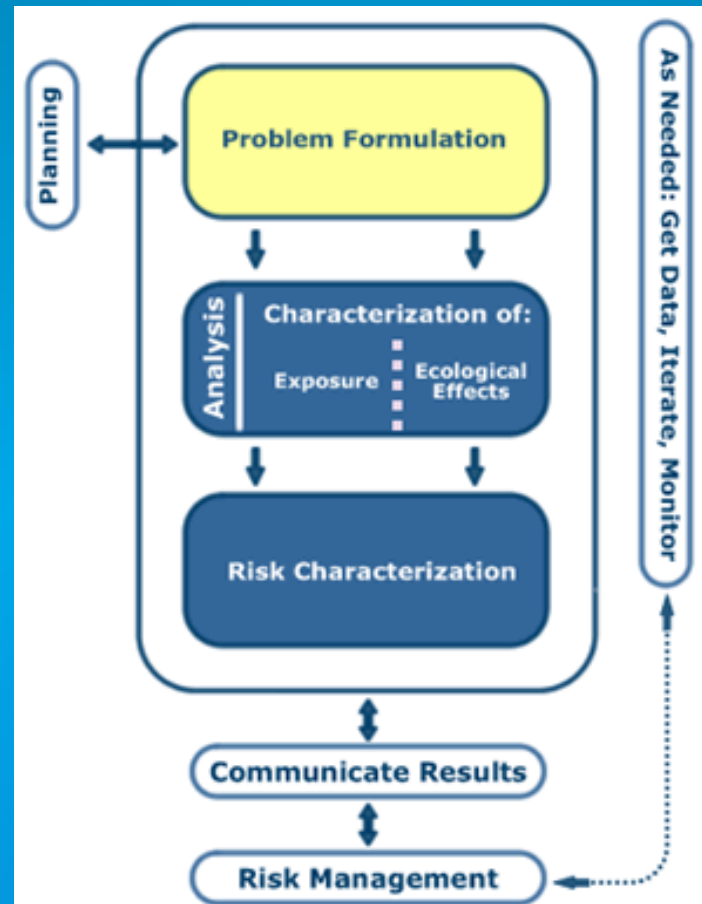 Planning
Problem Formulation
Analysis
Characterization of:
Exposure
Ecological
Effects
Risk Characterization
Communicate Results
Risk Management
As Needed: Get Data, Iterate, Monitor